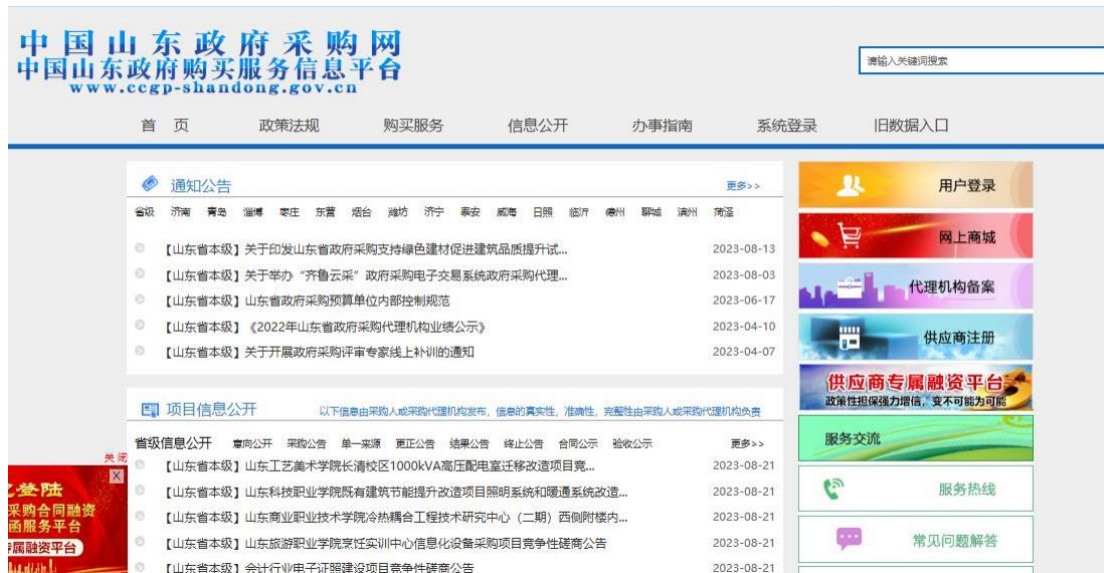 中国山东政府采购网
中国山东政府购买服务信息平台
www.ccgp-shandong.gov.cn
请输入关键词搜索
首 页 政策法规 购买服务 信息公开 办事指南 系统登录 旧数据入口
通知公告 更多>>
省级 济南 青岛 淄博 枣庄 东营 烟台 潍坊 济宁 泰安 威海 日照 临沂 德州 聊城 滨州 菏泽
【山东省本级】关于印发山东省政府采购支持绿色建材促进建筑品质提升试... 2023-08-13
【山东省本级】关于举办“齐鲁云采”政府采购电子交易系统政府采购代理... 2023-08-03
【山东省本级】山东省政府采购预算单位内部控制规范 2023-06-17
【山东省本级】《2022年山东省政府采购代理机构业绩公示》 2023-04-10
【山东省本级】关于开展政府采购评审专家线上补训的通知 2023-04-07
项目信息公开 以下信息由采购人或采购代理机构发布，信息的真实性，准确性，完整性由采购人或采购代理机构负责
省级信息公开 意向公开 采购公告 单一来源 更正公告 结果公告 终止公告 合同公示 验收公示 更多>>
【山东省本级】山东工艺美术学院长清校区1000kVA高压配电室迁移改造项目竞... 2023-08-21
【山东省本级】山东科技职业学院既有建筑节能提升改造项目照明系统和暖通系统改造... 2023-08-21
【山东省本级】山东商业职业技术学院冷热耦合工程技术研究中心（二期）西侧附楼内... 2023-08-21
【山东省本级】山东旅游职业学院烹饪实训中心信息化设备采购项目竞争性磋商公告 2023-08-21
【山东省本级】会计行业电子证照建设项目竞争性磋商公告 2023-08-21
用户登录
网上商城
代理机构备案
供应商注册
供应商专属融资平台
政策性担保强力增信，变不可能为可能
服务交流
服务热线
常见问题解答
关闭
X
登陆
采购合同融资
函服务平台
属融资平台